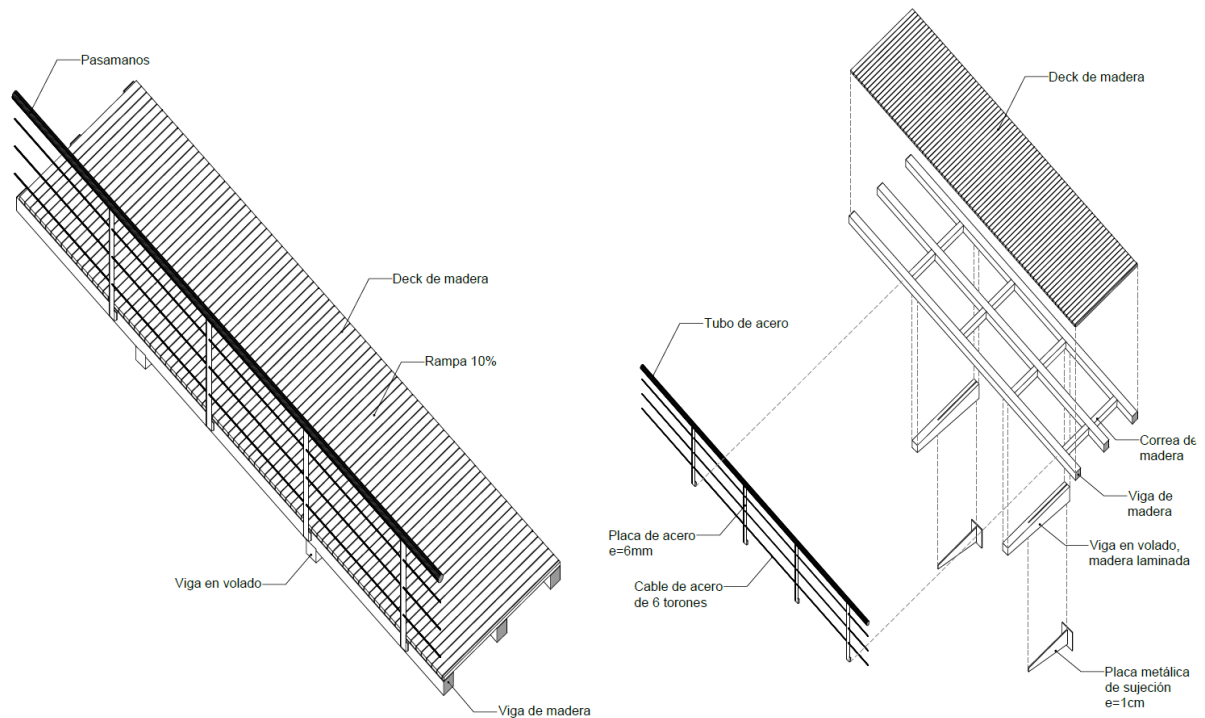 Pasamanos
Deck de madera
Rampa 10%
Viga en volado
Viga de madera
Deck de madera
Tubo de acero
Correa de
madera
Viga de
madera
Placa de acero
e=6mm
Viga en volado,
madera laminada
Cable de acero
de 6 torones
Placa metálica
de sujeción
e=1cm